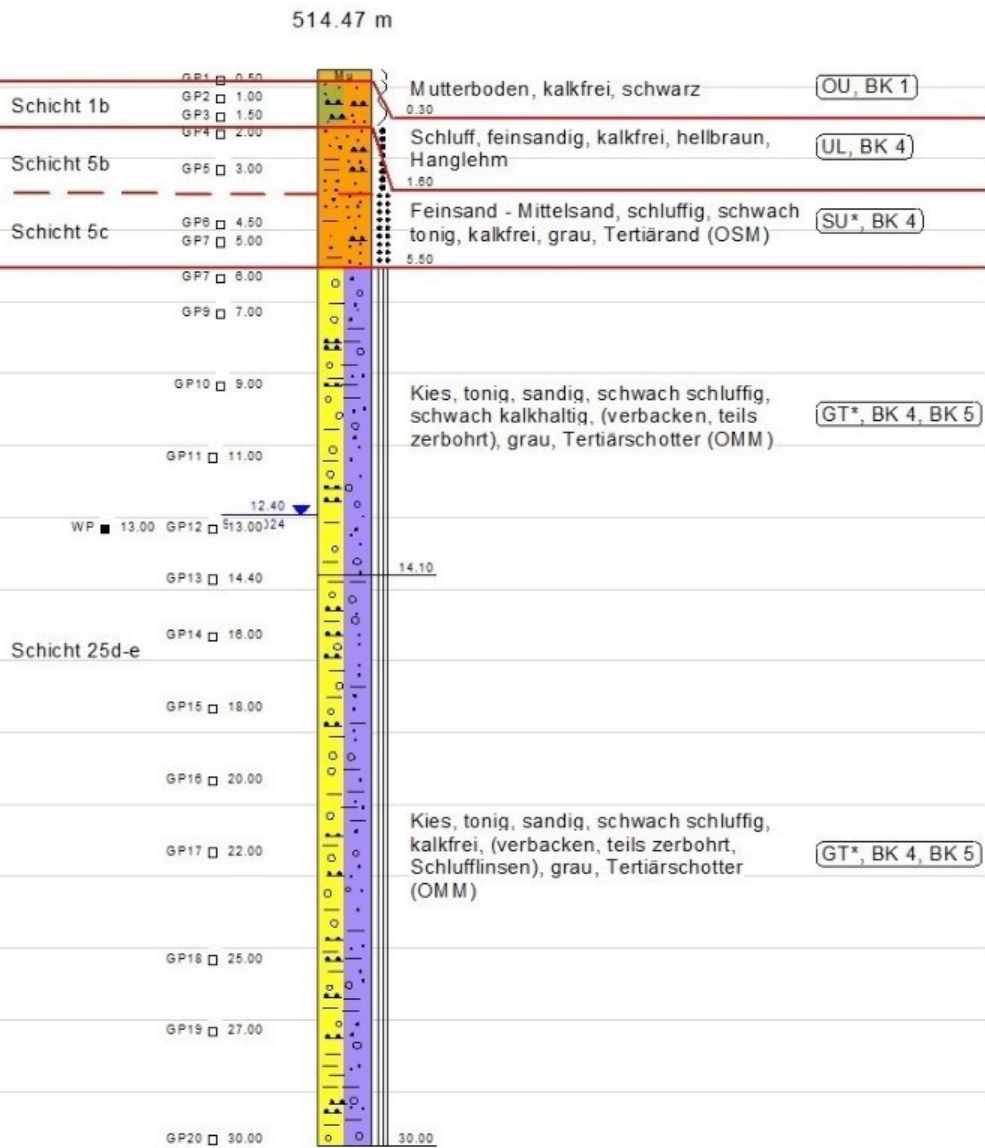 514.47 m
GP1 0.50
Mu
Mutterboden, kalkfrei, schwarz
OU, BK 1
0.30
Schicht 1b
GP2 1.00
GP3 1.50
GP4 2.00
Schluff, feinsandig, kalkfrei, hellbraun,
Hanglehm
UL, BK 4
1.60
Schicht 5b
GP5 3.00
Feinsand - Mittelsand, schluffig, schwach
tonig, kalkfrei, grau, Tertiärand (OSM)
SU*, BK 4
5.50
Schicht 5c
GP6 4.50
GP7 5.00
GP7 6.00
GP9 7.00
GP10 9.00
Kies, tonig, sandig, schwach schluffig,
schwach kalkhaltig, (verbacken, teils
zerbohrt), grau, Tertiärschotter (OMM)
GT*, BK 4, BK 5
GP11 11.00
12.40
WP 13.00 GP12 13.00
14.10
GP13 14.40
GP14 16.00
Schicht 25d-e
GP15 18.00
GP16 20.00
Kies, tonig, sandig, schwach schluffig,
kalkfrei, (verbacken, teils zerbohrt,
Schlufflinsen), grau, Tertiärschotter
(OMM)
GT*, BK 4, BK 5
GP17 22.00
GP18 25.00
GP19 27.00
GP20 30.00
30.00